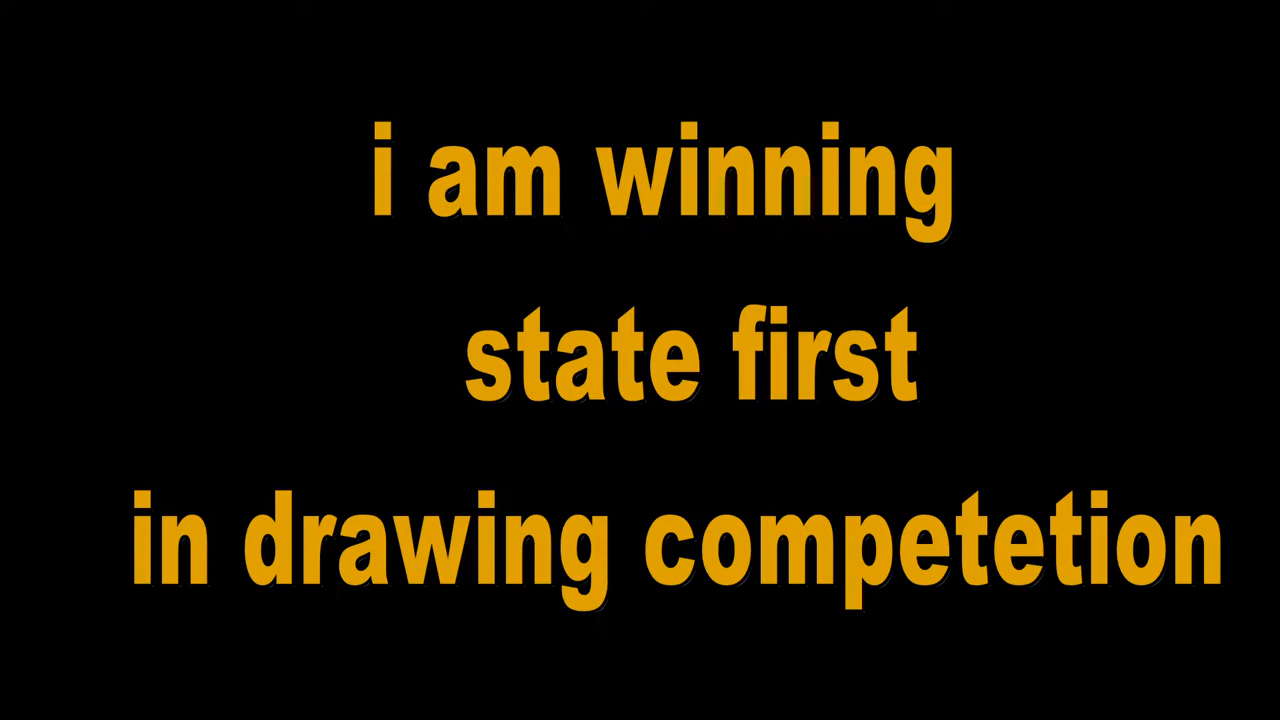 i am winning
state first
in drawing competetion